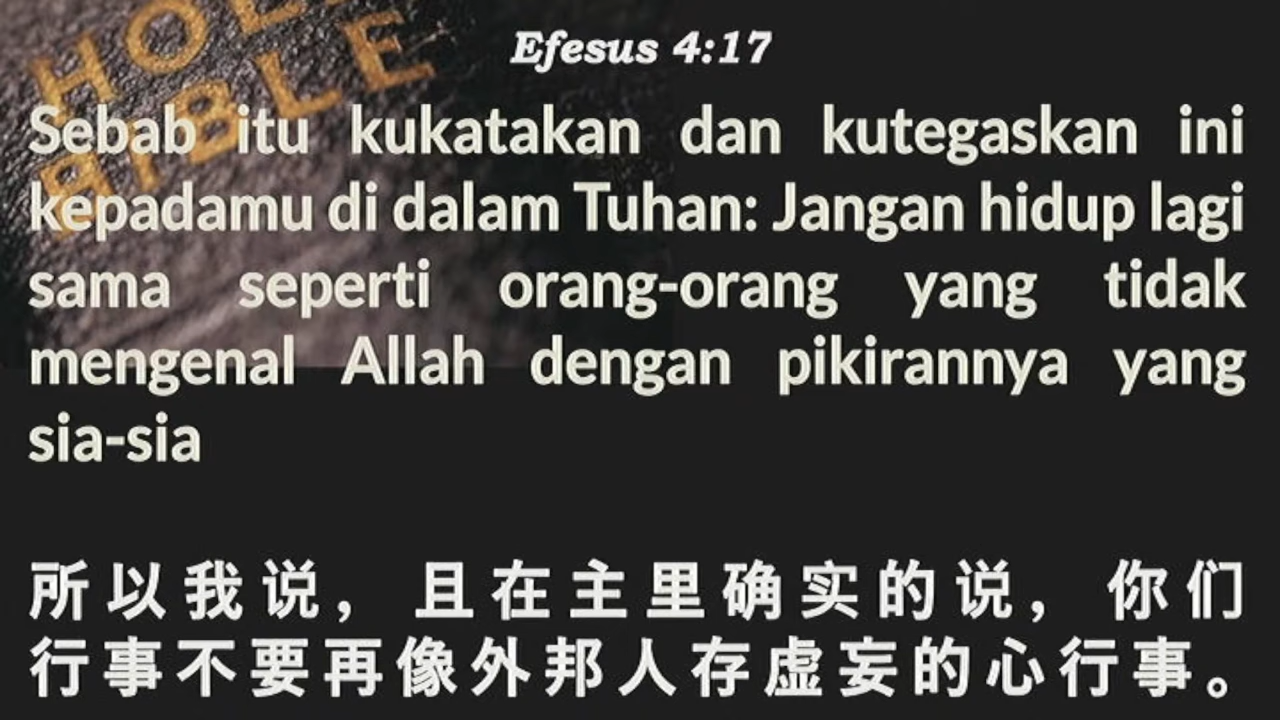 HOLY
BIBLE
Efesus 4:17
Sebab itu kukatakan dan kutegaskan ini
kepadamu di dalam Tuhan: Jangan hidup lagi
sama seperti orang-orang yang tidak
mengenal Allah dengan pikirannya yang
sia-sia
所以我说，且在主里确实的说，你们
行事不要再像外邦人存虚妄的心行事。